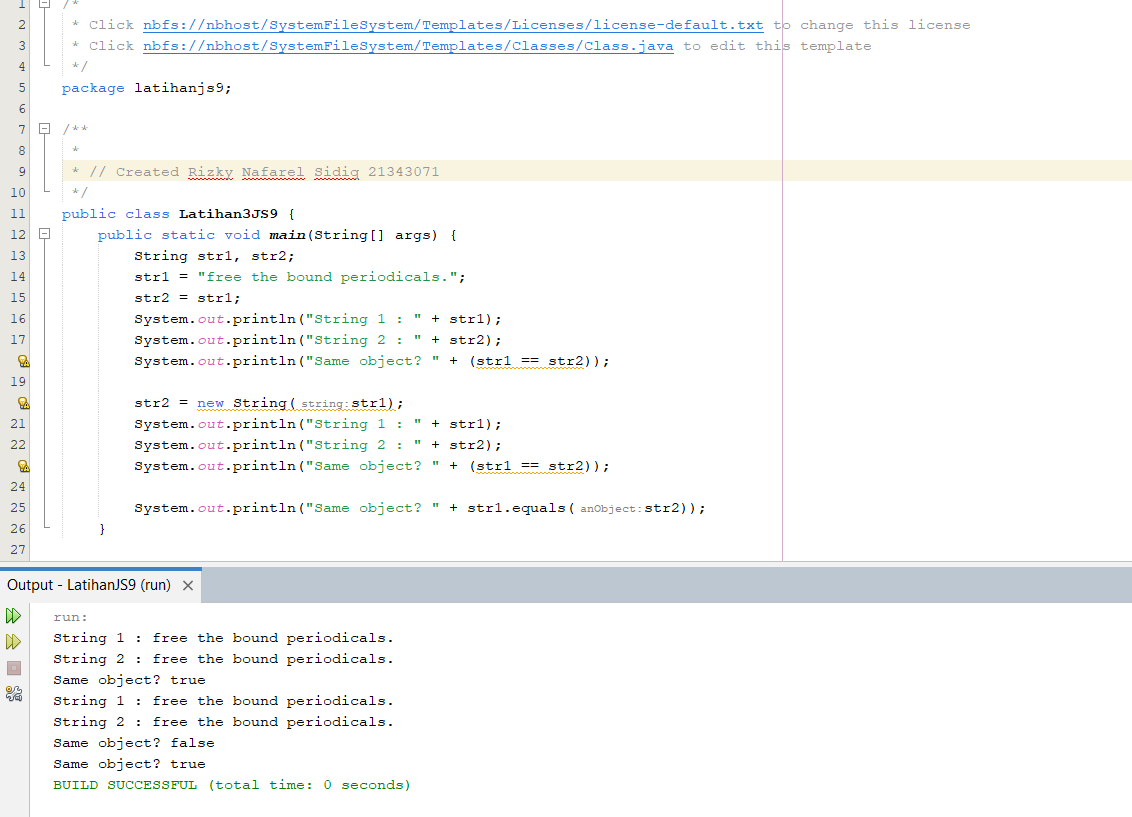 1 /*
2 * Click nbfs://nbhost/SystemFileSystem/Templates/Licenses/license-default.txt to change this license
3 * Click nbfs://nbhost/SystemFileSystem/Templates/Classes/Class.java to edit this template
4 */
5 package latihanjs9;
6
7 /**
8 *
9 * // Created Rizky Nafarel Sidiq 21343071
10 */
11 public class Latihan3JS9 {
12 public static void main(String[] args) {
13 String str1, str2;
14 str1 = "free the bound periodicals.";
15 str2 = str1;
16 System.out.println("String 1 : " + str1);
17 System.out.println("String 2 : " + str2);
System.out.println("Same object? " + (str1 == str2));
19
str2 = new String( string: str1);
21 System.out.println("String 1 : " + str1);
22 System.out.println("String 2 : " + str2);
System.out.println("Same object? " + (str1 == str2));
24
25 System.out.println("Same object? " + str1.equals( anObject: str2));
26 }
27
Output - LatihanJS9 (run) ×
run:
String 1 : free the bound periodicals.
String 2 : free the bound periodicals.
Same object? true
String 1 : free the bound periodicals.
String 2 : free the bound periodicals.
Same object? false
Same object? true
BUILD SUCCESSFUL (total time: 0 seconds)